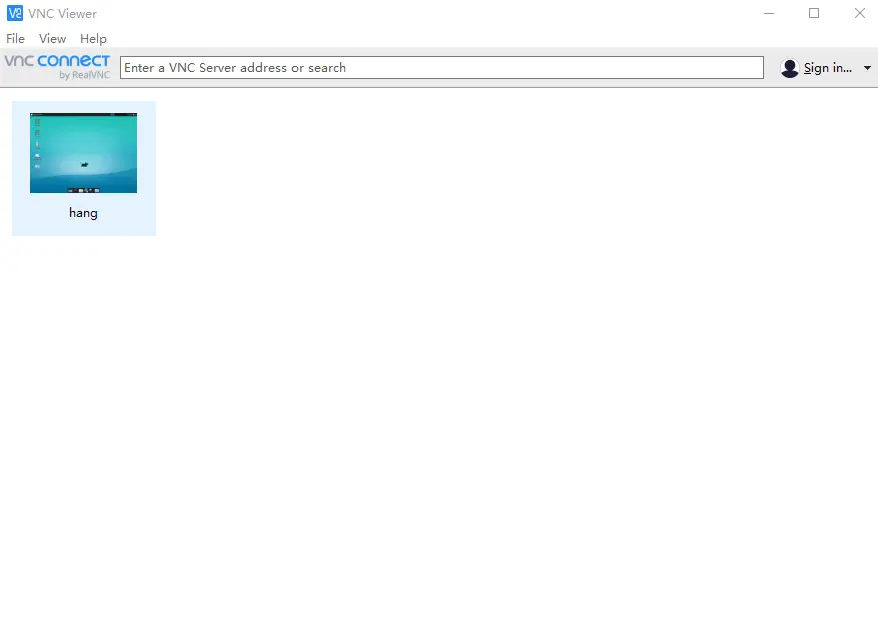 VNC Viewer
File View Help
vnc connect
by RealVNC
Enter a VNC Server address or search
Sign in...
hang